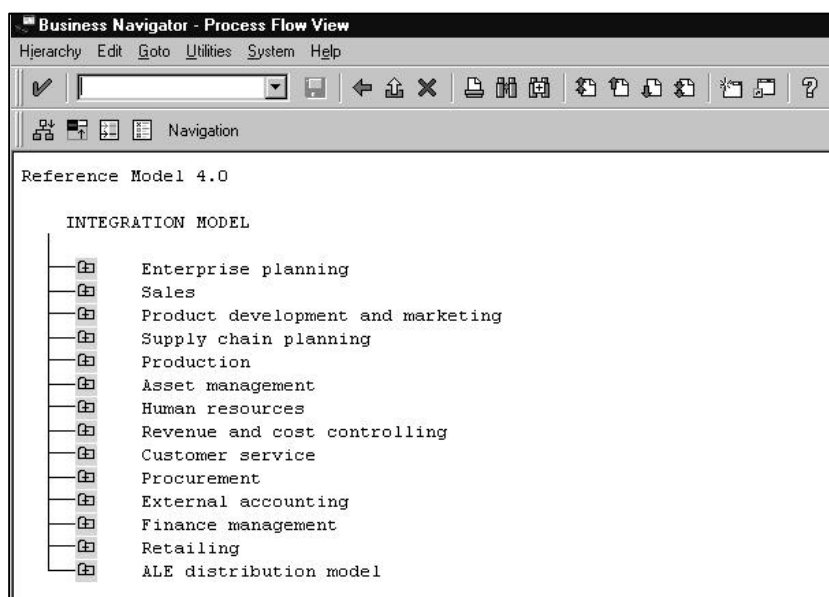 Business Navigator - Process Flow View
Hierarchy Edit Goto Utilities System Help
Navigation
Reference Model 4.0
INTEGRATION MODEL
Enterprise planning
Sales
Product development and marketing
Supply chain planning
Production
Asset management
Human resources
Revenue and cost controlling
Customer service
Procurement
External accounting
Finance management
Retailing
ALE distribution model